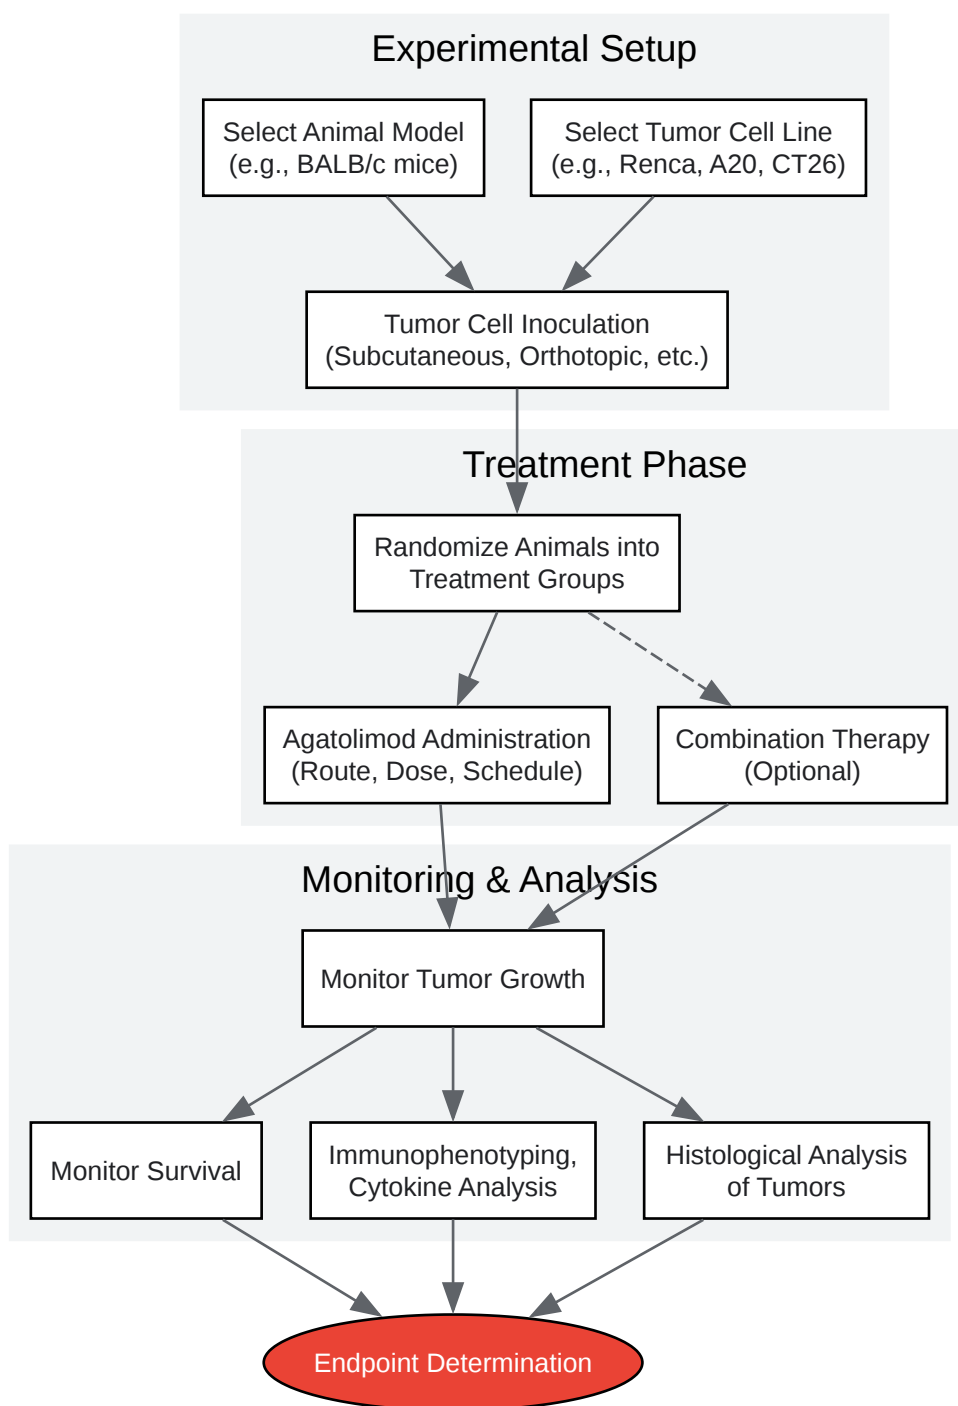 Experimental Setup
Select Animal Model
(e.g., BALB/c mice)
Select Tumor Cell Line
(e.g., Renca, A20, CT26)
Tumor Cell Inoculation
(Subcutaneous, Orthotopic, etc.)
Treatment Phase
Randomize Animals into
Treatment Groups
Agatolimod Administration
(Route, Dose, Schedule)
Combination Therapy
(Optional)
Monitoring & Analysis
Monitor Tumor Growth
Monitor Survival
Immunophenotyping,
Cytokine Analysis
Histological Analysis
of Tumors
Endpoint Determination